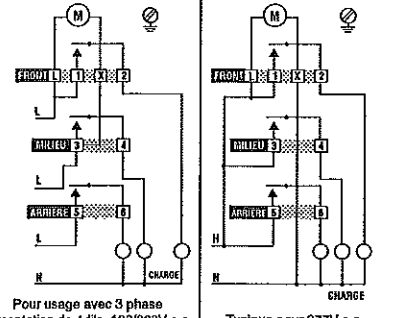 M
FRONT L 1 X 2
L
MILIEU 3 4
L
ARRIÈRE 5 6
L
N CHARGE
Pour usage avec 3 phase
M
FRONT L 1 X 2
MILIEU 3 4
ARRIÈRE 5 6
H
N
CHARGE